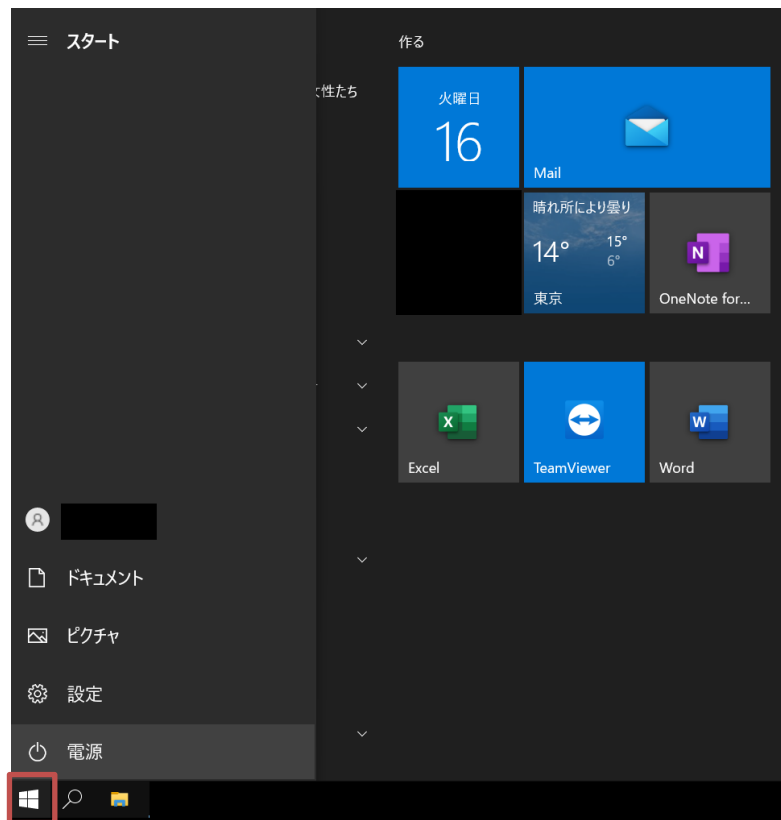 スタート
作る
女性たち
火曜日
16
Mail
晴れ所により曇り
14°
15°
6°
東京
N
OneNote for...
X
Excel
TeamViewer
W
Word
ドキュメント
ピクチャ
設定
電源